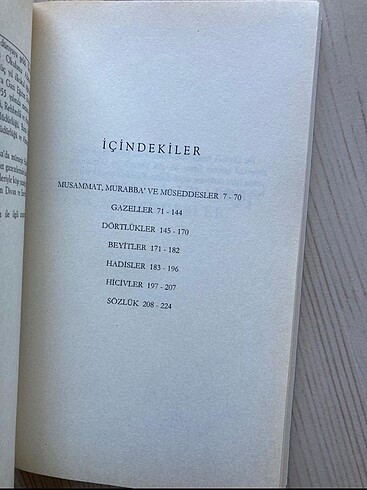 İÇİNDEKİLER
MUSAMMAT, MURABBA' VE MÜSEDDESLER 7 - 70
GAZELLER 71 - 144
DÖRTLÜKLER 145 - 170
BEYİTLER 171 - 182
HADİSLER 183 - 196
HİCİVLER 197 - 207
SÖZLÜK 208 - 224